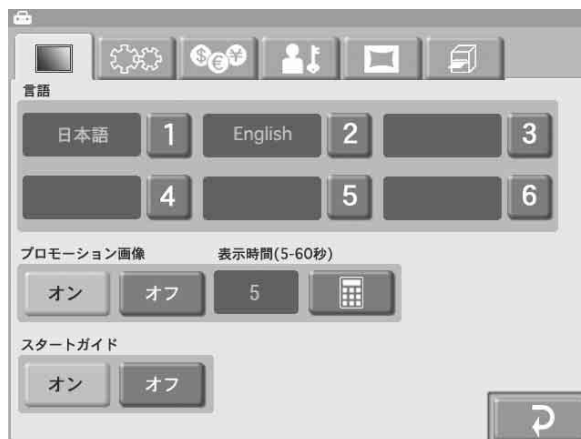 言語
日本語 1 English 2 3
4 5 6
プロモーション画像 表示時間(5-60秒)
オン オフ 5
スタートガイド
オン オフ